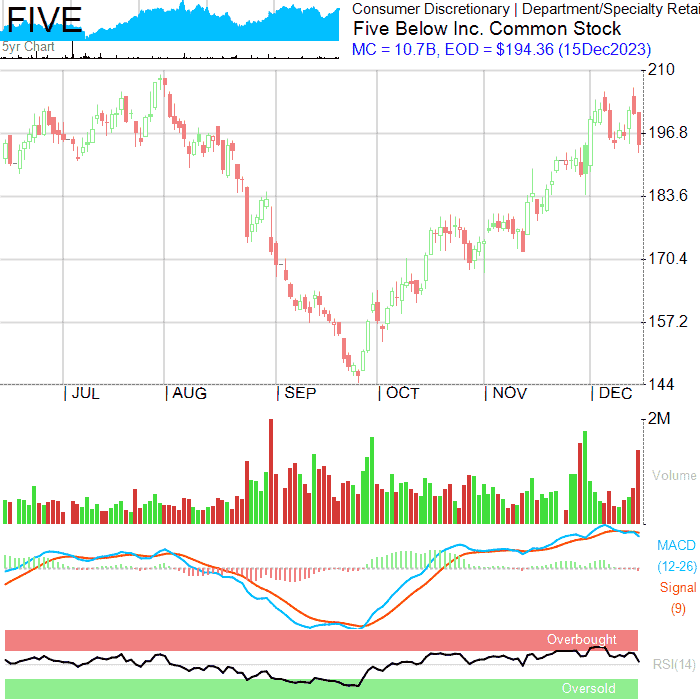 FIVE
5yr Chart
Consumer Discretionary | Department/Specialty Retai
Five Below Inc. Common Stock
MC = 10.7B, EOD = $194.36 (15Dec2023)
210
196.8
183.6
170.4
157.2
144
| JUL | AUG | SEP | OCT | NOV | DEC
2M
Volume
MACD
(12-26)
Signal
(9)
Overbought
RSI(14)
Oversold